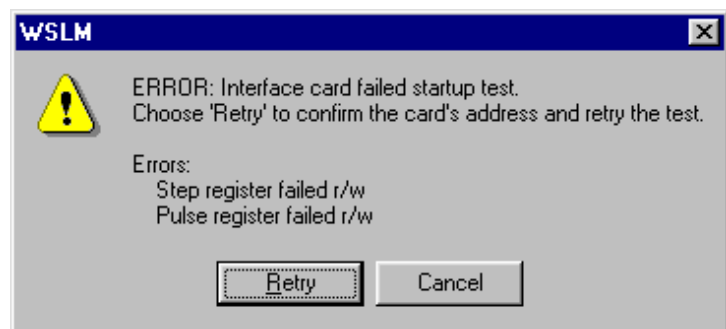 WSLM
ERROR: Interface card failed startup test.
Choose 'Retry' to confirm the card's address and retry the test.
Errors:
Step register failed r/w
Pulse register failed r/w
Retry
Cancel